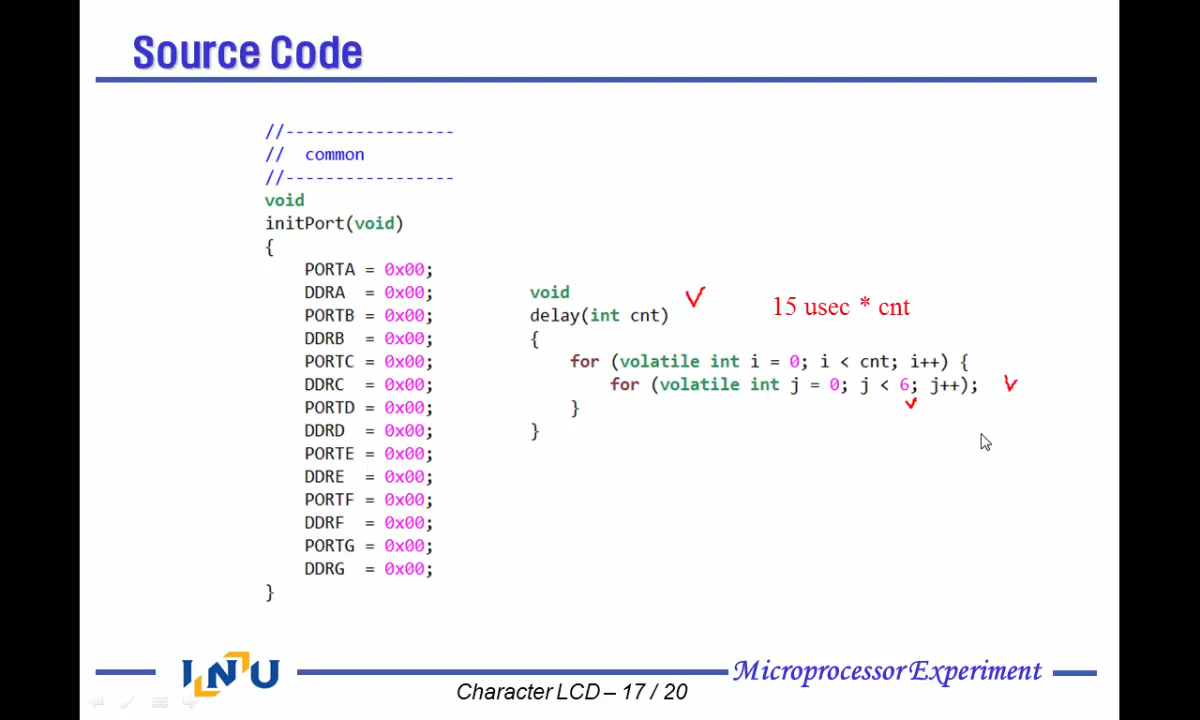 Source Code
//-----------------
//  common
//-----------------
void
initPort(void)
{
    PORTA = 0x00;
    DDRA  = 0x00;
    PORTB = 0x00;
    DDRB  = 0x00;
    PORTC = 0x00;
    DDRC  = 0x00;
    PORTD = 0x00;
    DDRD  = 0x00;
    PORTE = 0x00;
    DDRE  = 0x00;
    PORTF = 0x00;
    DDRF  = 0x00;
    PORTG = 0x00;
    DDRG  = 0x00;
}
void
delay(int cnt)
{
    for (volatile int i = 0; i < cnt; i++) {
        for (volatile int j = 0; j < 6; j++);
    }
}
15 usec * cnt
INU
Character LCD – 17 / 20
Microprocessor Experiment